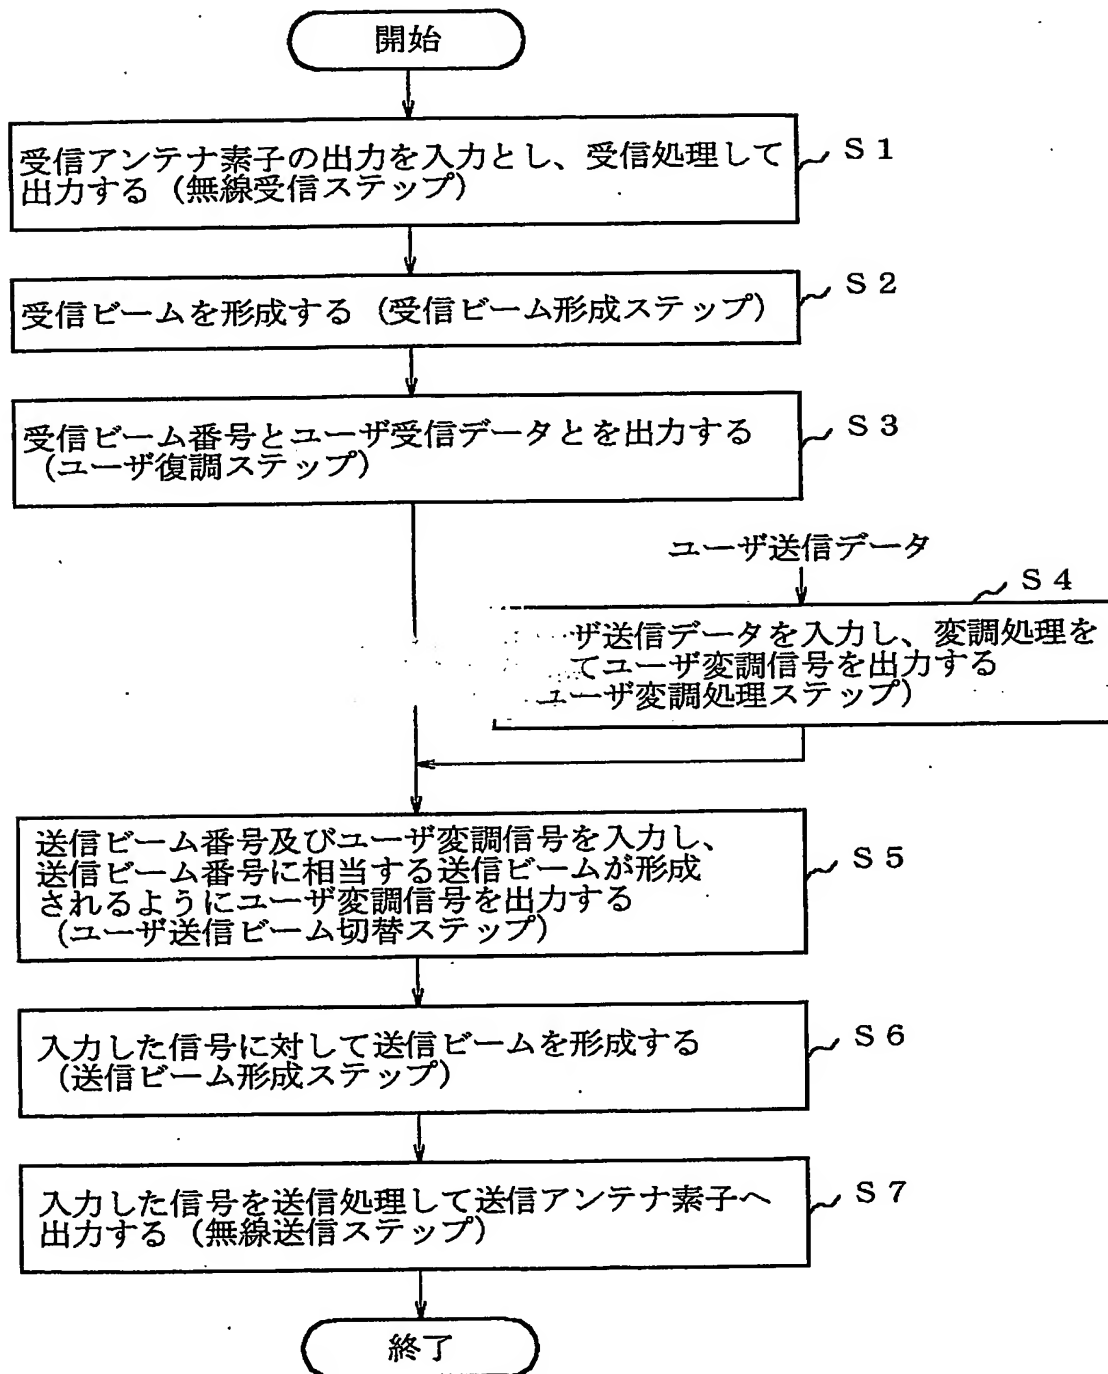 開始
受信アンテナ素子の出力を入力とし、受信処理して
出力する（無線受信ステップ）
S1
受信ビームを形成する（受信ビーム形成ステップ）
S2
受信ビーム番号とユーザ受信データとを出力する
（ユーザ復調ステップ）
S3
ユーザ送信データ
S4
ザ送信データを入力し、変調処理を
てユーザ変調信号を出力する
ユーザ変調処理ステップ）
送信ビーム番号及びユーザ変調信号を入力し、
送信ビーム番号に相当する送信ビームが形成
されるようにユーザ変調信号を出力する
（ユーザ送信ビーム切替ステップ）
S5
入力した信号に対して送信ビームを形成する
（送信ビーム形成ステップ）
S6
入力した信号を送信処理して送信アンテナ素子へ
出力する（無線送信ステップ）
S7
終了